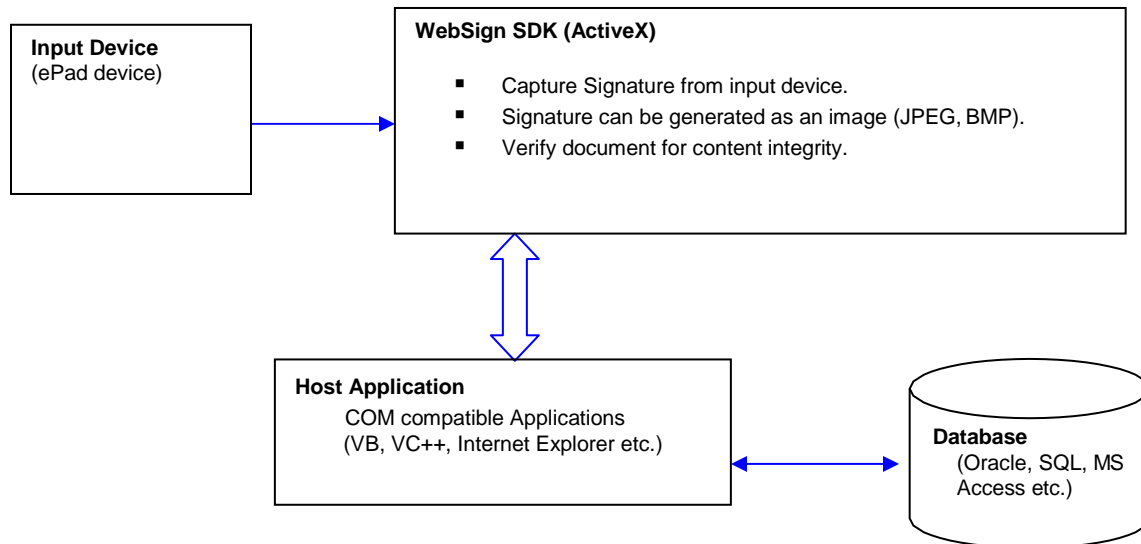 Input Device
(ePad device)
WebSign SDK (ActiveX)
▪ Capture Signature from input device.
▪ Signature can be generated as an image (JPEG, BMP).
▪ Verify document for content integrity.
Host Application
COM compatible Applications
(VB, VC++, Internet Explorer etc.)
Database
(Oracle, SQL, MS
Access etc.)